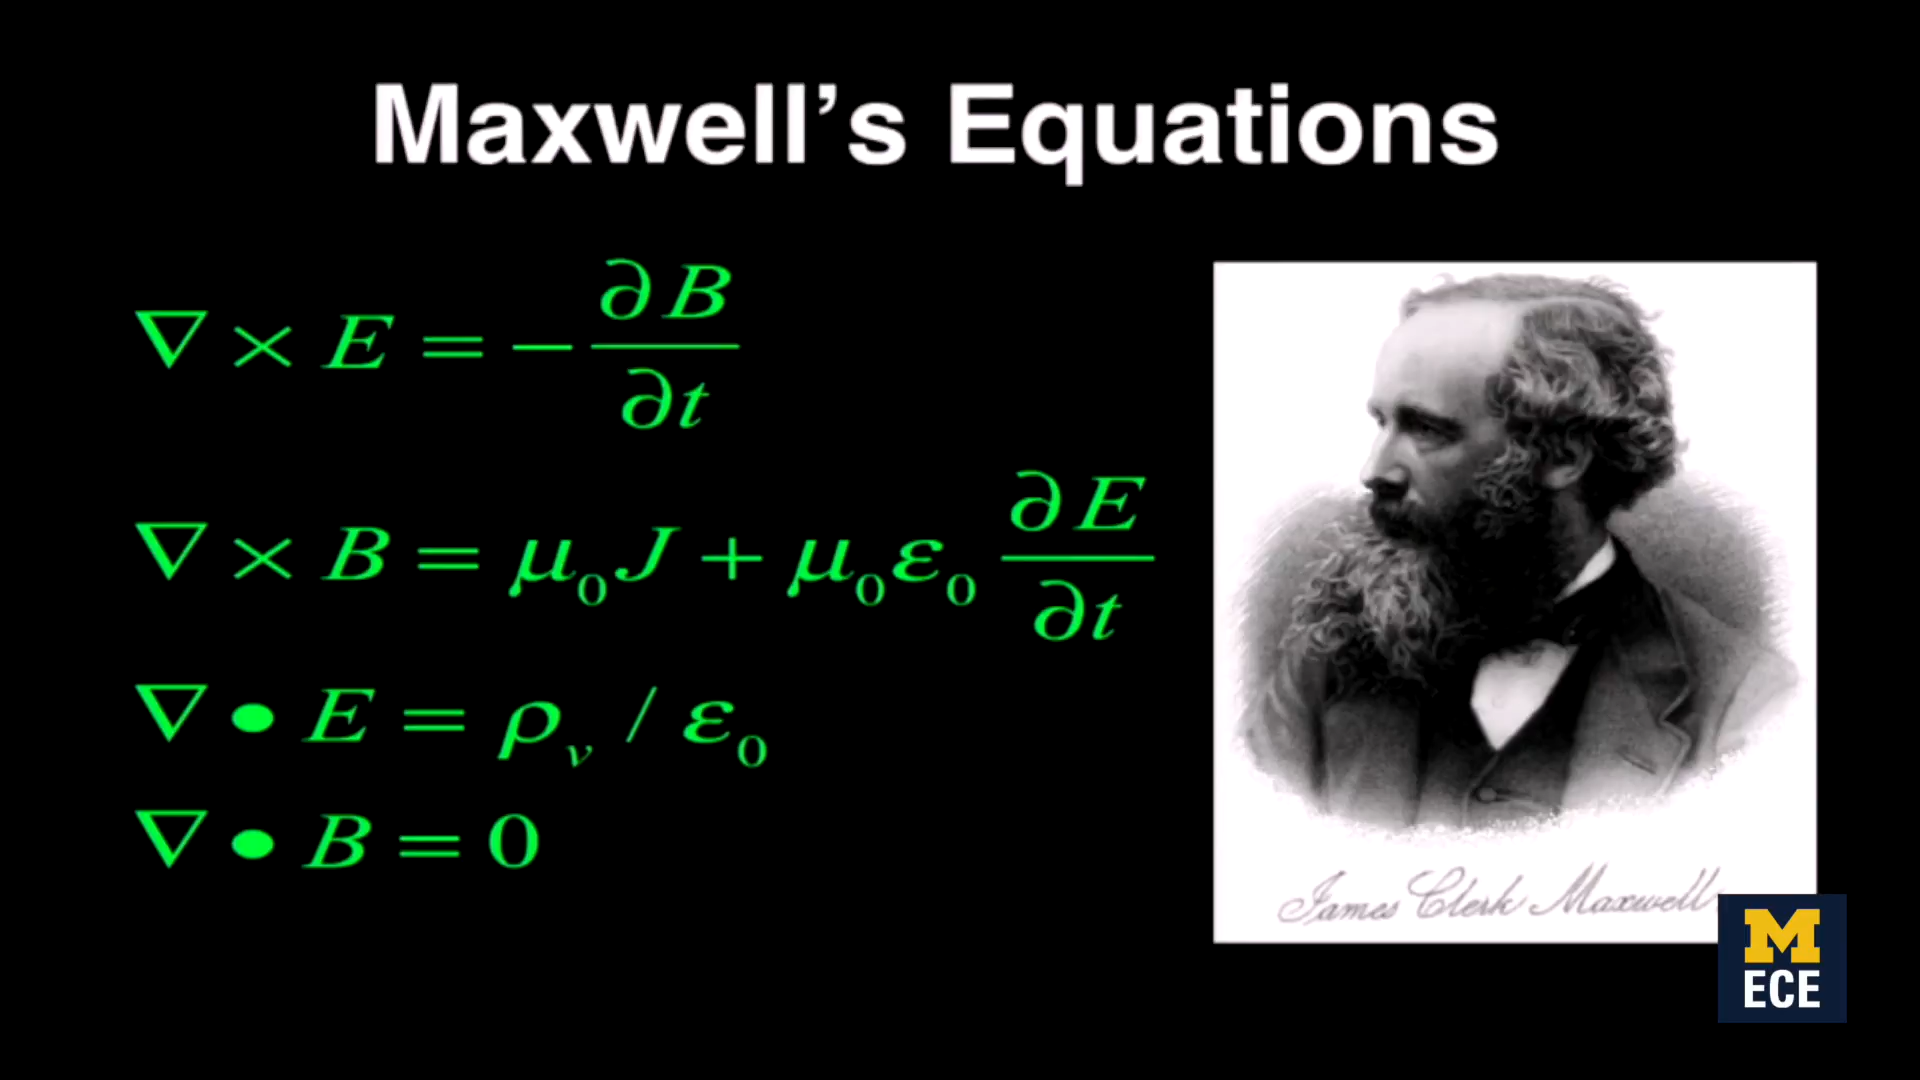 Maxwell’s Equations
∇ × E = −∂B/∂t
∇ × B = μ₀J + μ₀ε₀ ∂E/∂t
∇ • E = ρᵥ / ε₀
∇ • B = 0
James Clerk Maxwell
M
ECE